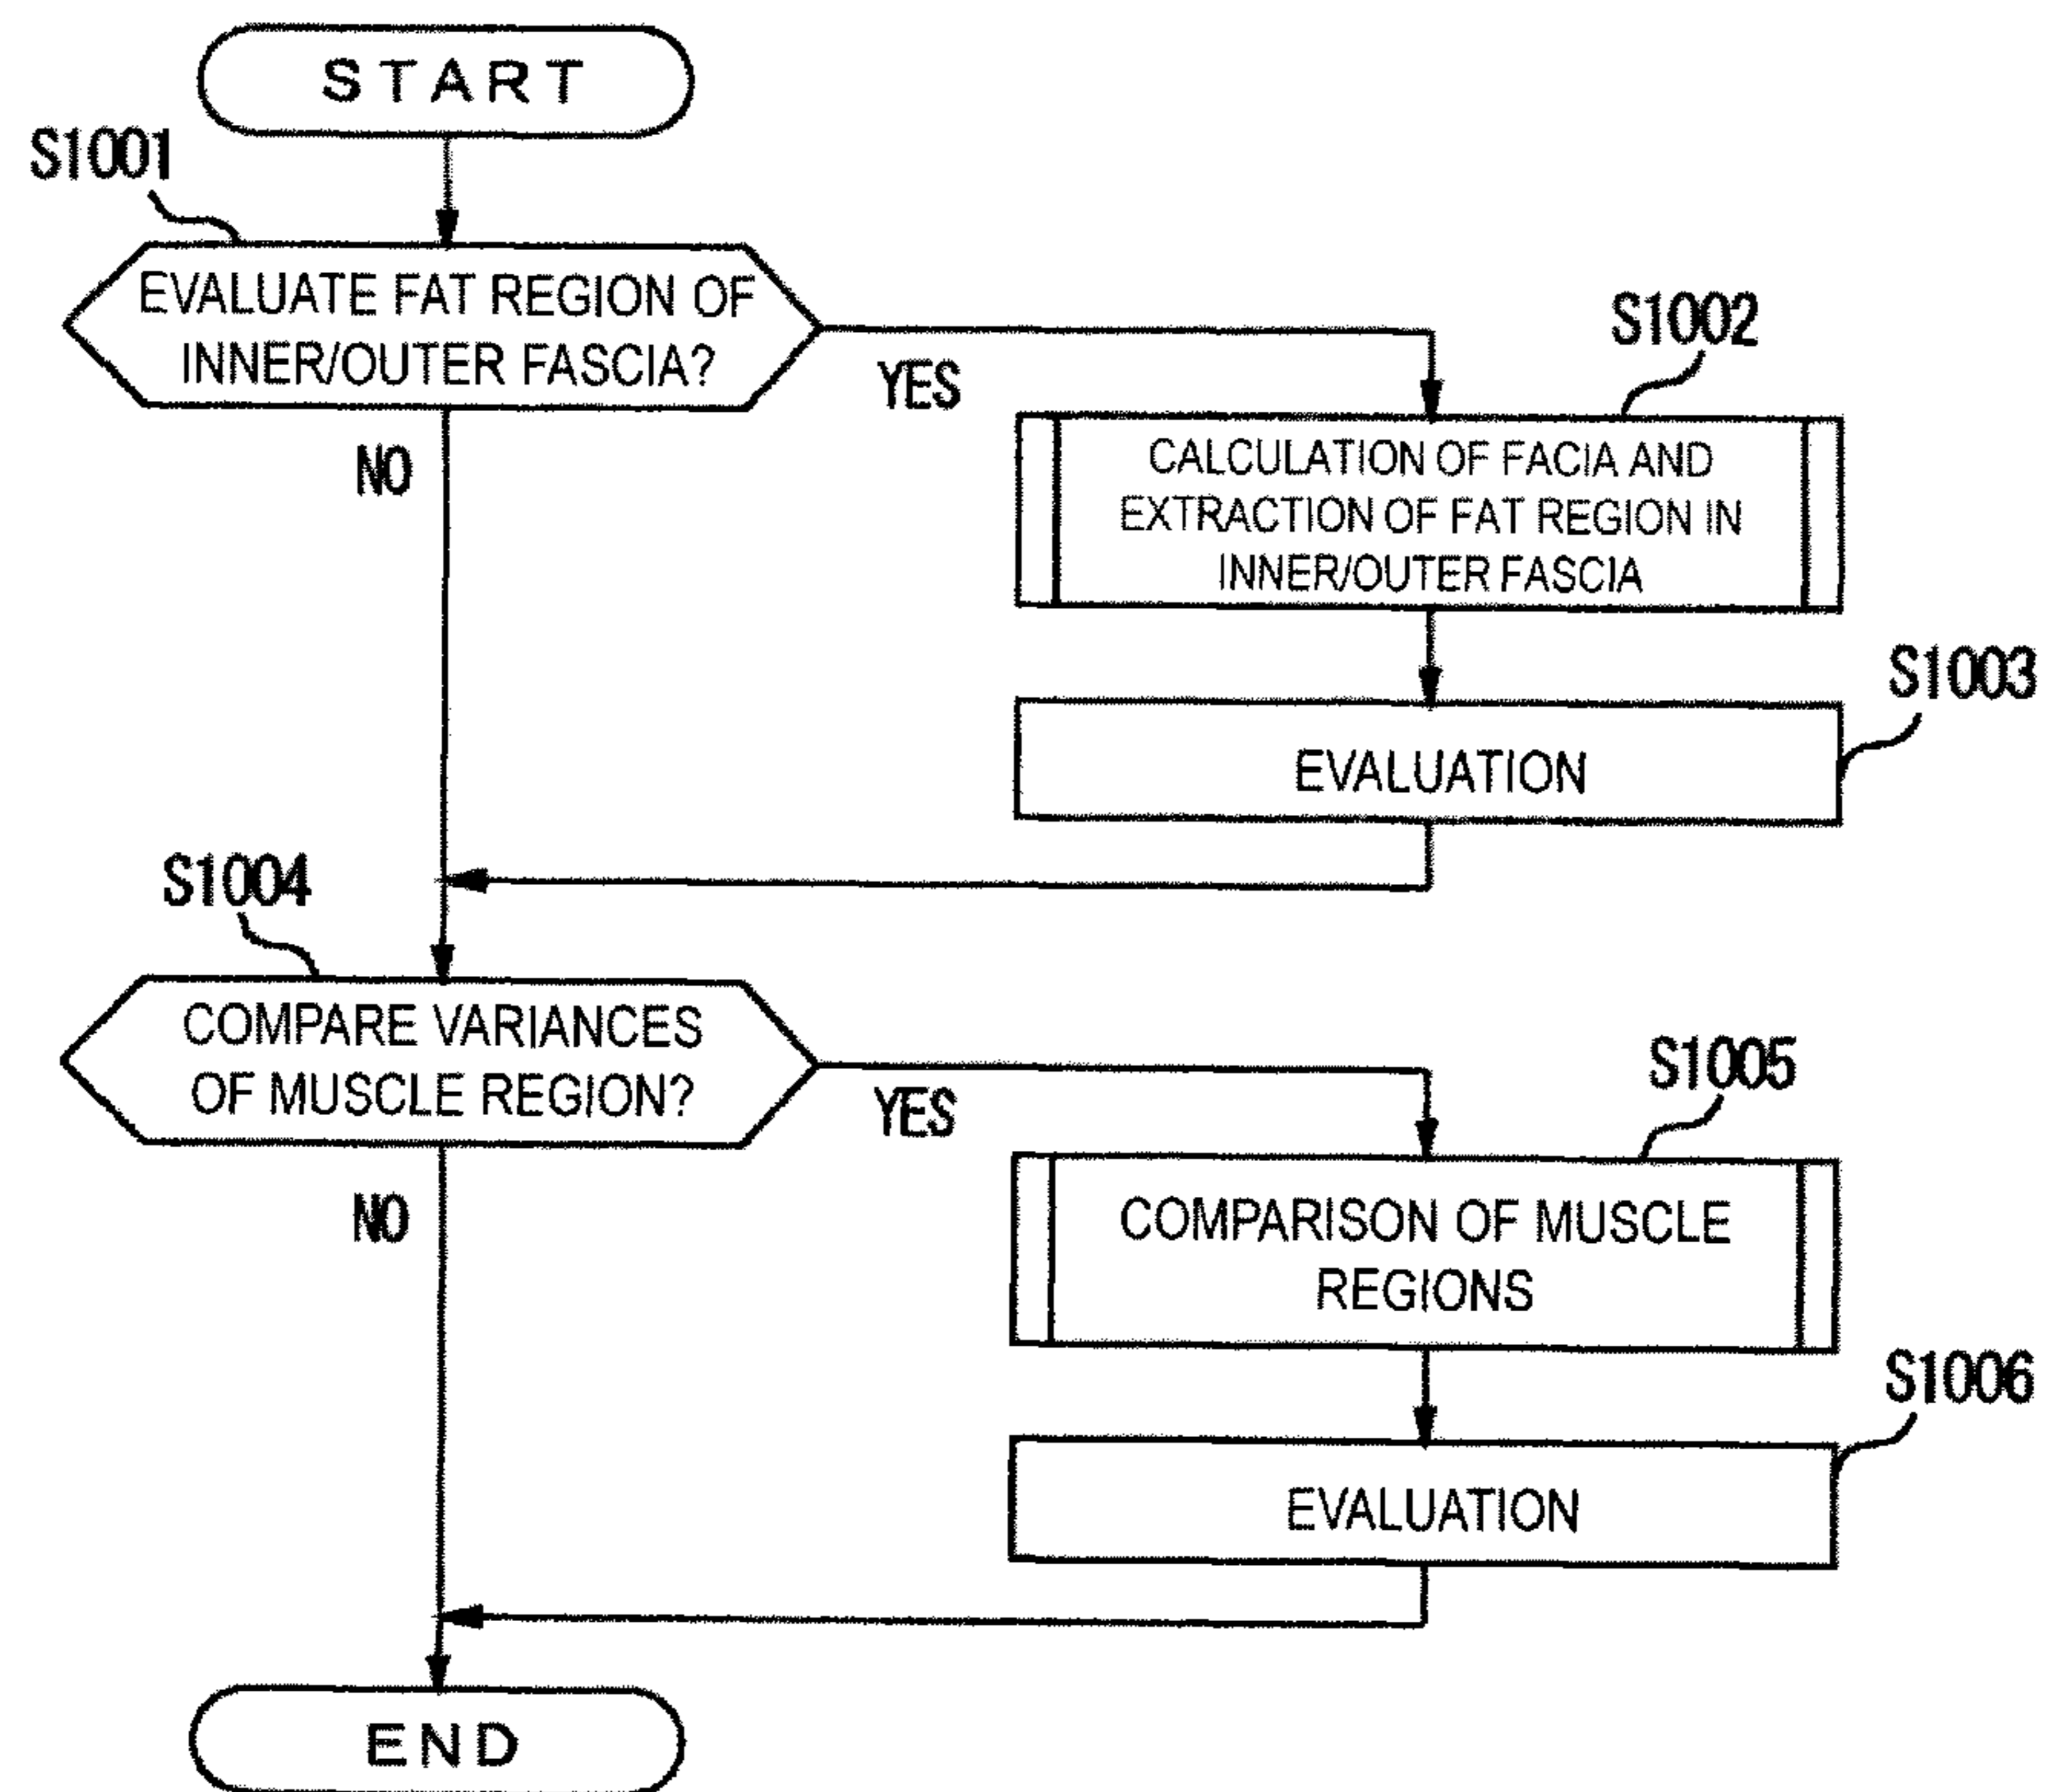 START
S1001
EVALUATE FAT REGION OF
INNER/OUTER FASCIA?
YES
NO
S1002
CALCULATION OF FACIA AND
EXTRACTION OF FAT REGION IN
INNER/OUTER FASCIA
S1003
EVALUATION
S1004
COMPARE VARIANCES
OF MUSCLE REGION?
YES
NO
S1005
COMPARISON OF MUSCLE
REGIONS
S1006
EVALUATION
END